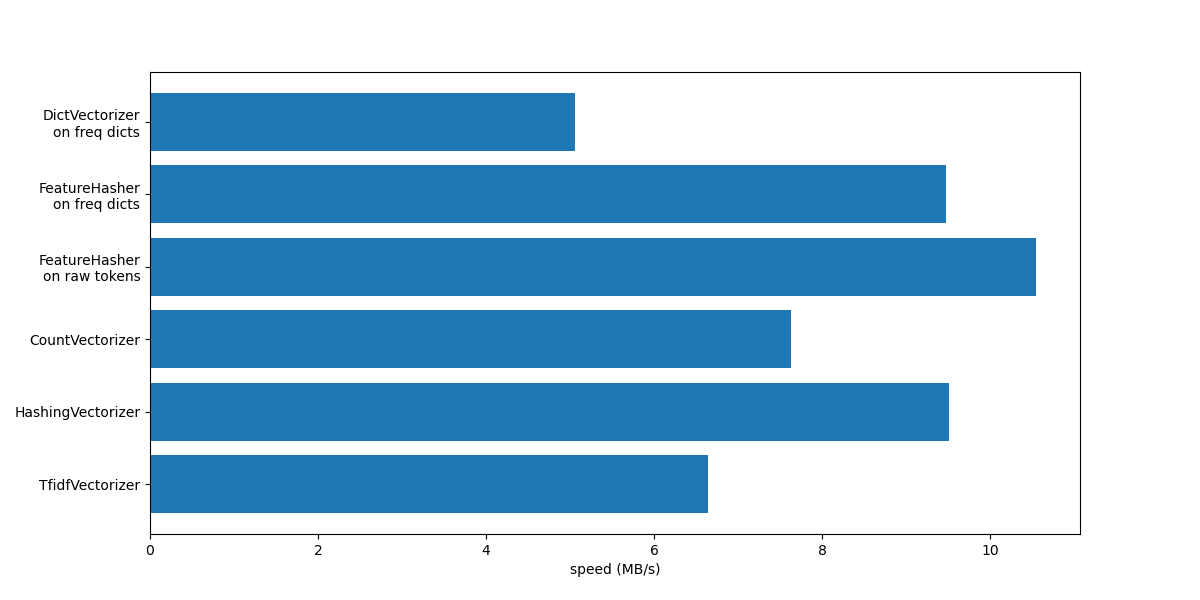 DictVectorizer
on freq dicts
FeatureHasher
on freq dicts
FeatureHasher
on raw tokens
CountVectorizer
HashingVectorizer
TfidfVectorizer
0 2 4 6 8 10
speed (MB/s)